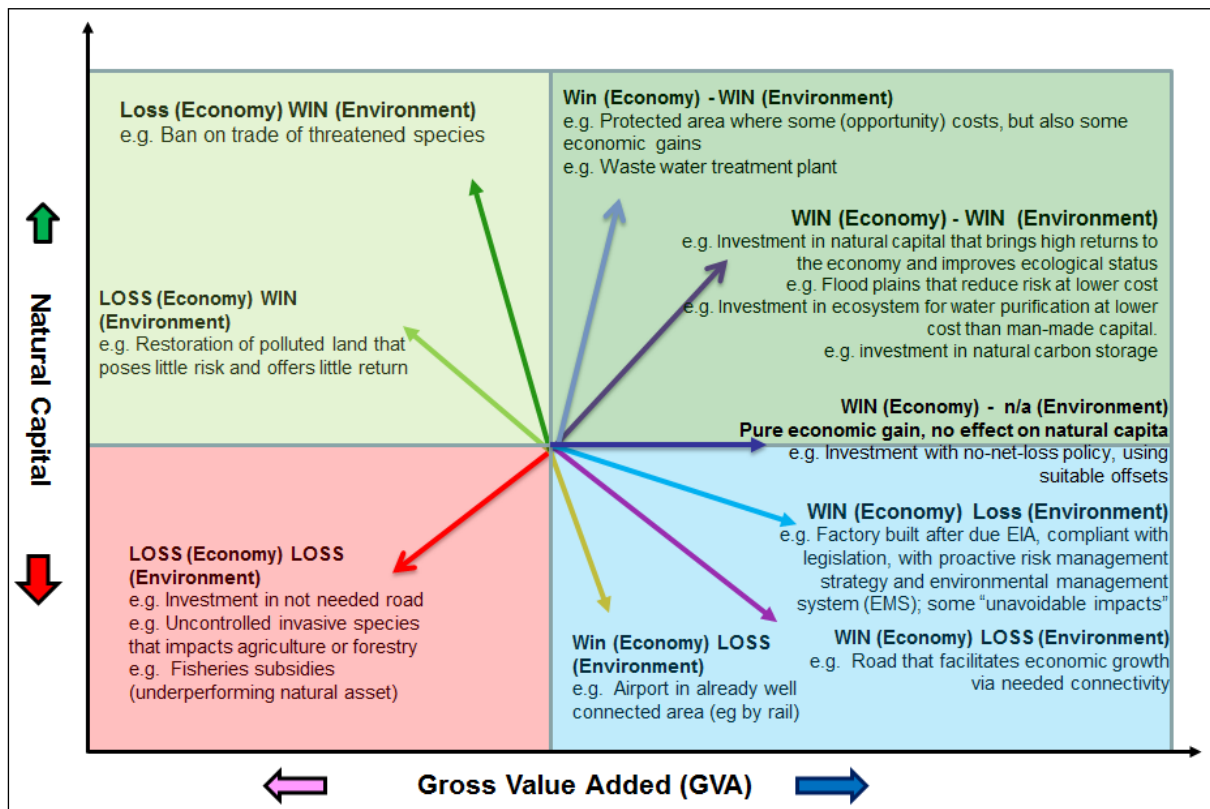 Loss (Economy) WIN (Environment)
e.g. Ban on trade of threatened species
Win (Economy) - WIN (Environment)
e.g. Protected area where some (opportunity) costs, but also some
economic gains
e.g. Waste water treatment plant
WIN (Economy) - WIN (Environment)
e.g. Investment in natural capital that brings high returns to
the economy and improves ecological status
e.g. Flood plains that reduce risk at lower cost
e.g. Investment in ecosystem for water purification at lower
cost than man-made capital.
e.g. investment in natural carbon storage
LOSS (Economy) WIN
(Environment)
e.g. Restoration of polluted land that
poses little risk and offers little return
WIN (Economy) - n/a (Environment)
Pure economic gain, no effect on natural capita
e.g. Investment with no-net-loss policy, using
suitable offsets
WIN (Economy) Loss (Environment)
e.g. Factory built after due EIA, compliant with
legislation, with proactive risk management
strategy and environmental management
system (EMS); some “unavoidable impacts”
LOSS (Economy) LOSS
(Environment)
e.g. Investment in not needed road
e.g. Uncontrolled invasive species
that impacts agriculture or forestry
e.g. Fisheries subsidies
(underperforming natural asset)
Win (Economy) LOSS
(Environment)
e.g. Airport in already well
connected area (eg by rail)
WIN (Economy) LOSS (Environment)
e.g. Road that facilitates economic growth
via needed connectivity
Natural Capital
Gross Value Added (GVA)